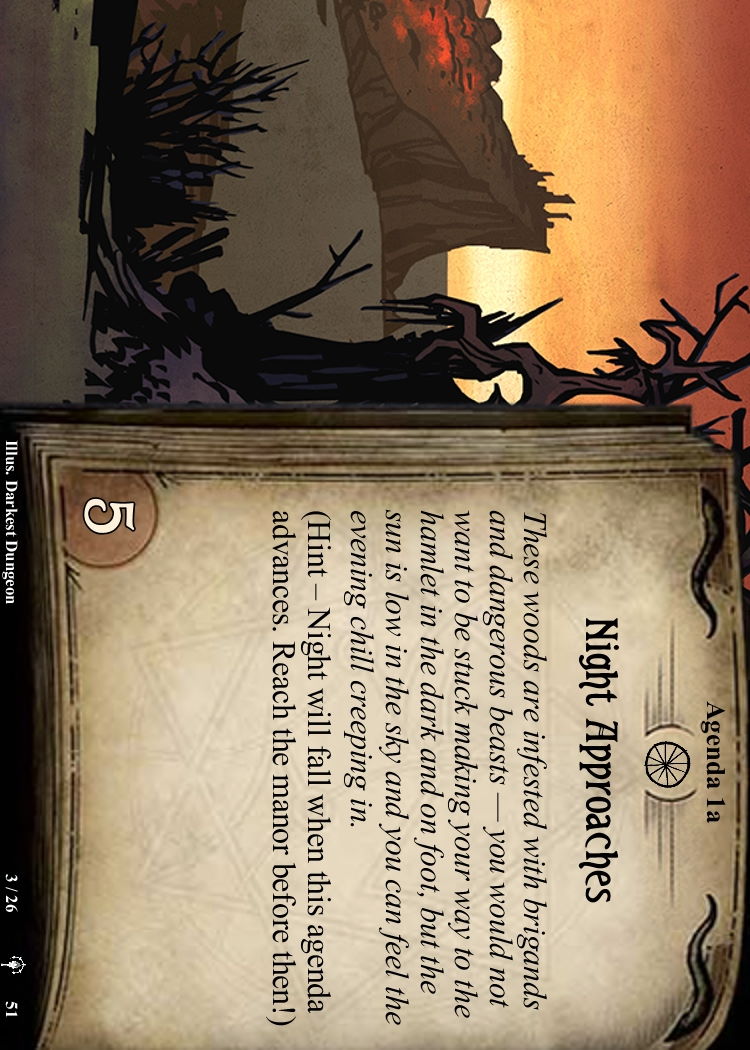 Agenda 1a
Night Approaches
These woods are infested with brigands
and dangerous beasts — you would not
want to be stuck making your way to the
hamlet in the dark and on foot, but the
sun is low in the sky and you can feel the
evening chill creeping in.
(Hint – Night will fall when this agenda
advances. Reach the manor before then!)
5
Illus. Darkest Dungeon
3 / 26
51